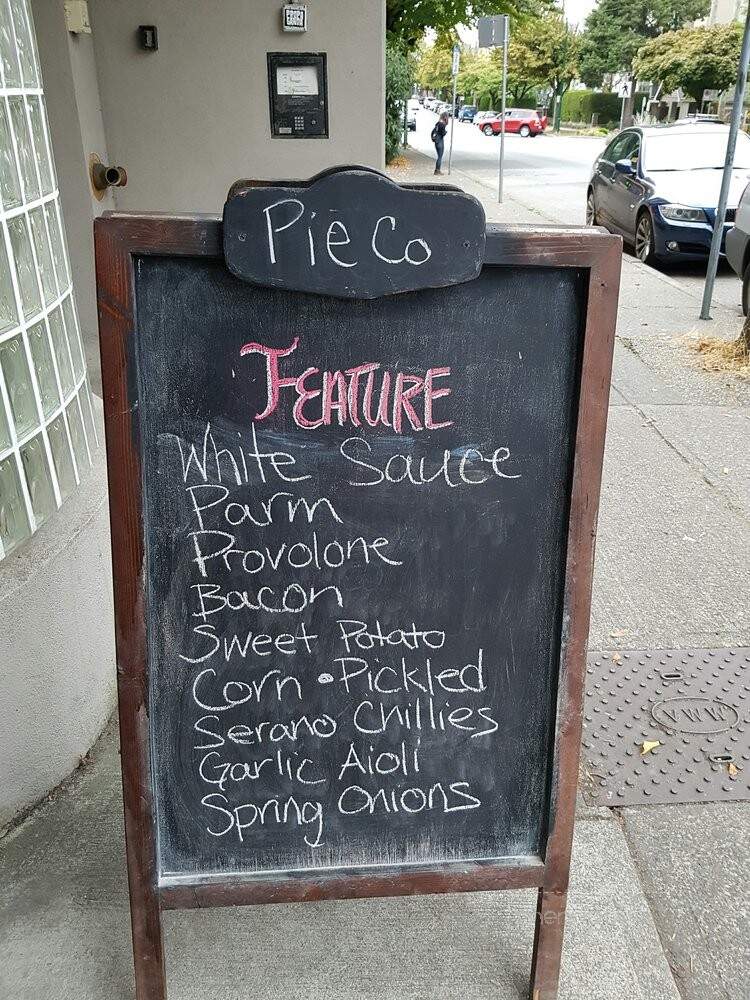 Pie Co
FEATURE
White Sauce
Parm
Provolone
Bacon
Sweet Potato
Corn • Pickled
Serano Chillies
Garlic Aioli
Spring Onions